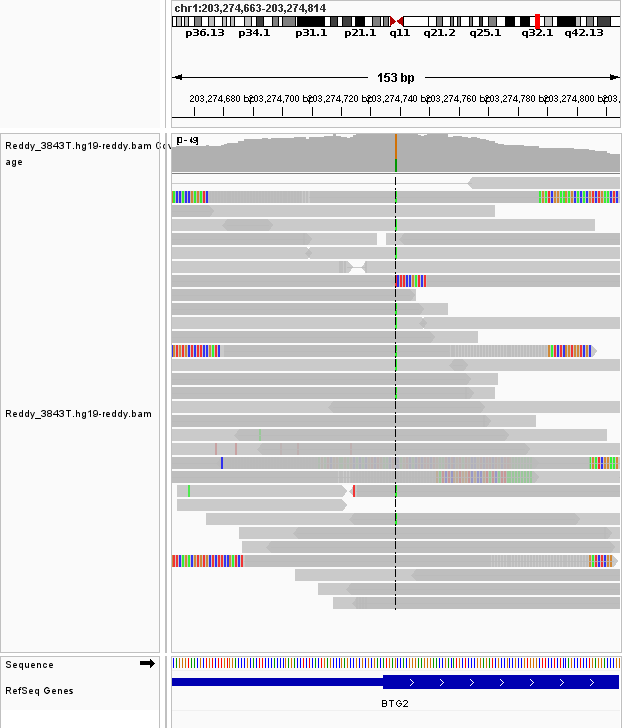 chr1:203,274,663-203,274,814
p36.13 p34.1 p31.1 p21.1 q11 q21.2 q25.1 q32.1 q42.13
153 bp
203,274,680 bp 203,274,700 bp 203,274,720 bp 203,274,740 bp 203,274,760 bp 203,274,780 bp 203,274,800 bp 203,
Reddy_3843T.hg19-reddy.bam Cov
age
Reddy_3843T.hg19-reddy.bam
Sequence
RefSeq Genes
BTG2